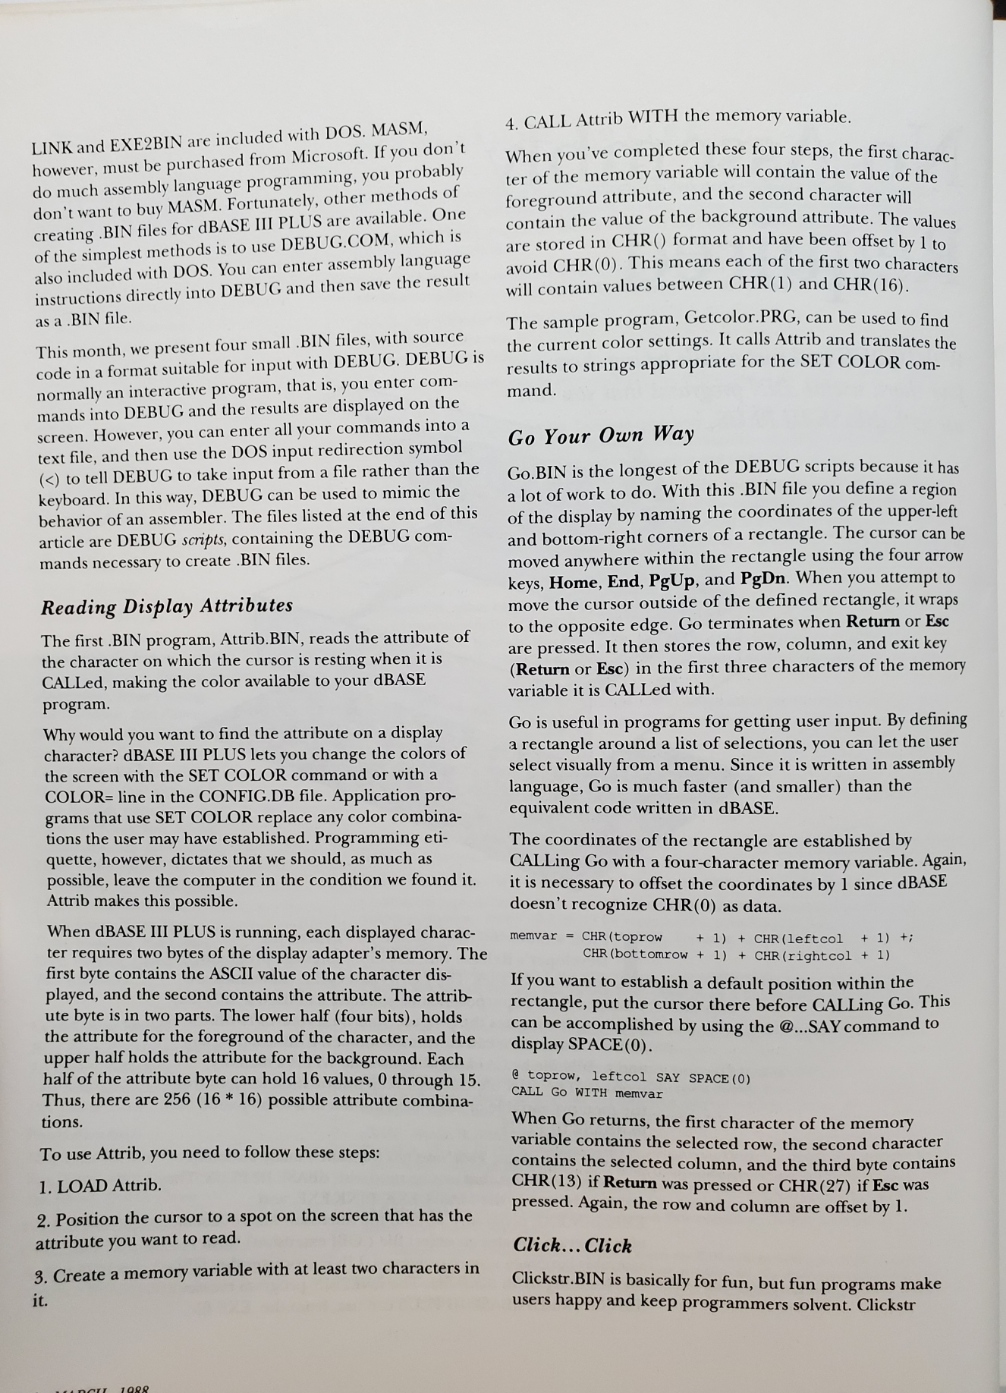 LINK and EXE2BIN are included with DOS. MASM,
however, must be purchased from Microsoft. If you don't
do much assembly language programming, you probably
don't want to buy MASM. Fortunately, other methods of
creating .BIN files for dBASE III PLUS are available. One
of the simplest methods is to use DEBUG.COM, which is
also included with DOS. You can enter assembly language
instructions directly into DEBUG and then save the result
as a .BIN file.
This month, we present four small .BIN files, with source
code in a format suitable for input with DEBUG. DEBUG is
normally an interactive program, that is, you enter com-
mands into DEBUG and the results are displayed on the
screen. However, you can enter all your commands into a
text file, and then use the DOS input redirection symbol
(<) to tell DEBUG to take input from a file rather than the
keyboard. In this way, DEBUG can be used to mimic the
behavior of an assembler. The files listed at the end of this
article are DEBUG scripts, containing the DEBUG com-
mands necessary to create .BIN files.
Reading Display Attributes
The first .BIN program, Attrib.BIN, reads the attribute of
the character on which the cursor is resting when it is
CALLed, making the color available to your dBASE
program.
Why would you want to find the attribute on a display
character? dBASE III PLUS lets you change the colors of
the screen with the SET COLOR command or with a
COLOR= line in the CONFIG.DB file. Application pro-
grams that use SET COLOR replace any color combina-
tions the user may have established. Programming eti-
quette, however, dictates that we should, as much as
possible, leave the computer in the condition we found it.
Attrib makes this possible.
When dBASE III PLUS is running, each displayed charac-
ter requires two bytes of the display adapter's memory. The
first byte contains the ASCII value of the character dis-
played, and the second contains the attribute. The attrib-
ute byte is in two parts. The lower half (four bits), holds
the attribute for the foreground of the character, and the
upper half holds the attribute for the background. Each
half of the attribute byte can hold 16 values, 0 through 15.
Thus, there are 256 (16 * 16) possible attribute combina-
tions.
To use Attrib, you need to follow these steps:
1. LOAD Attrib.
2. Position the cursor to a spot on the screen that has the
attribute you want to read.
3. Create a memory variable with at least two characters in
it.
4. CALL Attrib WITH the memory variable.
When you've completed these four steps, the first charac-
ter of the memory variable will contain the value of the
foreground attribute, and the second character will
contain the value of the background attribute. The values
are stored in CHR() format and have been offset by 1 to
avoid CHR(0). This means each of the first two characters
will contain values between CHR(1) and CHR(16).
The sample program, Getcolor.PRG, can be used to find
the current color settings. It calls Attrib and translates the
results to strings appropriate for the SET COLOR com-
mand.
Go Your Own Way
Go.BIN is the longest of the DEBUG scripts because it has
a lot of work to do. With this .BIN file you define a region
of the display by naming the coordinates of the upper-left
and bottom-right corners of a rectangle. The cursor can be
moved anywhere within the rectangle using the four arrow
keys, Home, End, PgUp, and PgDn. When you attempt to
move the cursor outside of the defined rectangle, it wraps
to the opposite edge. Go terminates when Return or Esc
are pressed. It then stores the row, column, and exit key
(Return or Esc) in the first three characters of the memory
variable it is CALLed with.
Go is useful in programs for getting user input. By defining
a rectangle around a list of selections, you can let the user
select visually from a menu. Since it is written in assembly
language, Go is much faster (and smaller) than the
equivalent code written in dBASE.
The coordinates of the rectangle are established by
CALLing Go with a four-character memory variable. Again,
it is necessary to offset the coordinates by 1 since dBASE
doesn't recognize CHR(0) as data.
memvar = CHR(toprow    + 1) + CHR(leftcol  + 1) +;
         CHR(bottomrow + 1) + CHR(rightcol + 1)
If you want to establish a default position within the
rectangle, put the cursor there before CALLing Go. This
can be accomplished by using the @...SAY command to
display SPACE(0).
@ toprow, leftcol SAY SPACE(0)
CALL Go WITH memvar
When Go returns, the first character of the memory
variable contains the selected row, the second character
contains the selected column, and the third byte contains
CHR(13) if Return was pressed or CHR(27) if Esc was
pressed. Again, the row and column are offset by 1.
Click...Click
Clickstr.BIN is basically for fun, but fun programs make
users happy and keep programmers solvent. Clickstr
MARCH 1988